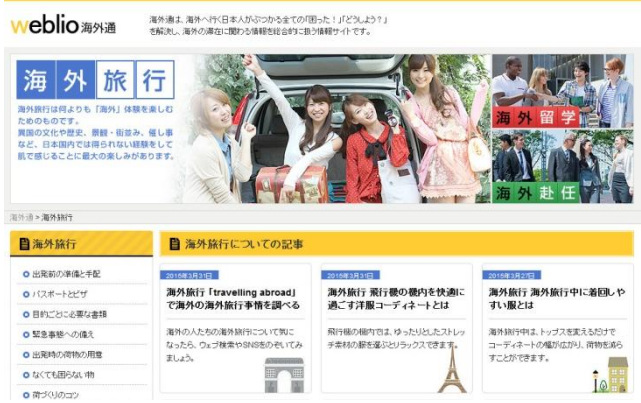 weblio 海外通
海外通は、海外へ行く日本人がぶつかる全ての「困った！」「どうしよう？」
を解決し、海外の滞在に関わる情報を総合的に扱う情報サイトです。
海外旅行
海外旅行は何よりも「海外」体験を楽しむ
ためのものです。
異国の文化や歴史、景観・街並み、催し事
など、日本国内では得られない経験をして
肌で感じることに最大の楽しみがあります。
海外留学
海外赴任
海外通 > 海外旅行
海外旅行
出発前の準備と手配
パスポートとビザ
目的ごとに必要な書類
緊急事態への備え
出発時の荷物の用意
なくても困らない物
荷づくりのコツ
海外旅行についての記事
2015年3月31日
海外旅行「travelling abroad」
で海外の海外旅行事情を調べる
海外の人たちの海外旅行について気に
なったら、ウェブ検索やSNSをのぞいてみ
ましょう。
2015年3月31日
海外旅行 飛行機の機内を快適に
過ごす洋服コーディネートとは
飛行機の機内では、ゆったりとしたストレッ
チ素材の服を選ぶとリラックスできます。
2015年3月27日
海外旅行 海外旅行中に着回しや
すい服とは
海外旅行中は、トップスを変えるだけで
コーディネートの幅が広がり、荷物を減ら
すことができます。